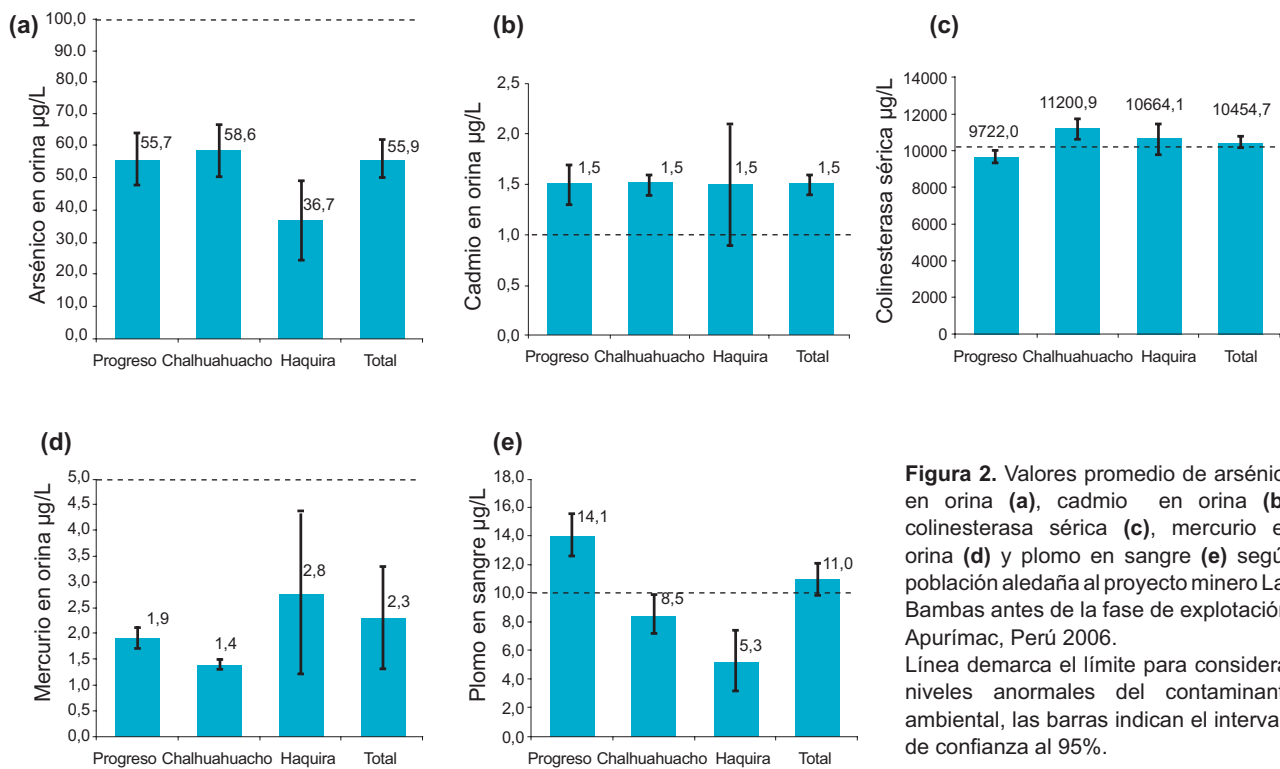 (a)
Arsénico en orina µg/L
100,0
90.0
80,0
70,0
60,0
50,0
40,0
30,0
20,0
10,0
0,0
55,7
58,6
36,7
55,9
Progreso Chalhuahuacho Haquira Total
(b)
Cadmio en orina µg/L
2,5
2,0
1,5
1,0
0,5
0,0
1,5
1,5
1,5
1,5
Progreso Chalhuahuacho Haquira Total
(c)
Colinesterasa sérica µg/L
14000
12000
10000
8000
6000
4000
2000
0
9722,0
11200,9
10664,1
10454,7
Progreso Chalhuahuacho Haquira Total
(d)
Mercurio en orina µg/L
5,0
4,5
4,0
3,5
3,0
2,5
2,0
1,5
1,0
0,5
0,0
1,9
1,4
2,8
2,3
Progreso Chalhuahuacho Haquira Total
(e)
Plomo en sangre µg/L
18.0
16,0
14,0
12,0
10.0
8,0
6,0
4,0
2,0
0,0
14,1
8,5
5,3
11,0
Progreso Chalhuahuacho Haquira Total
Figura 2. Valores promedio de arsénic
en orina (a), cadmio en orina (b
colinesterasa sérica (c), mercurio e
orina (d) y plomo en sangre (e) segú
población aledaña al proyecto minero La
Bambas antes de la fase de explotación
Apurímac, Perú 2006.
Línea demarca el límite para considera
niveles anormales del contaminant
ambiental, las barras indican el interva
de confianza al 95%.